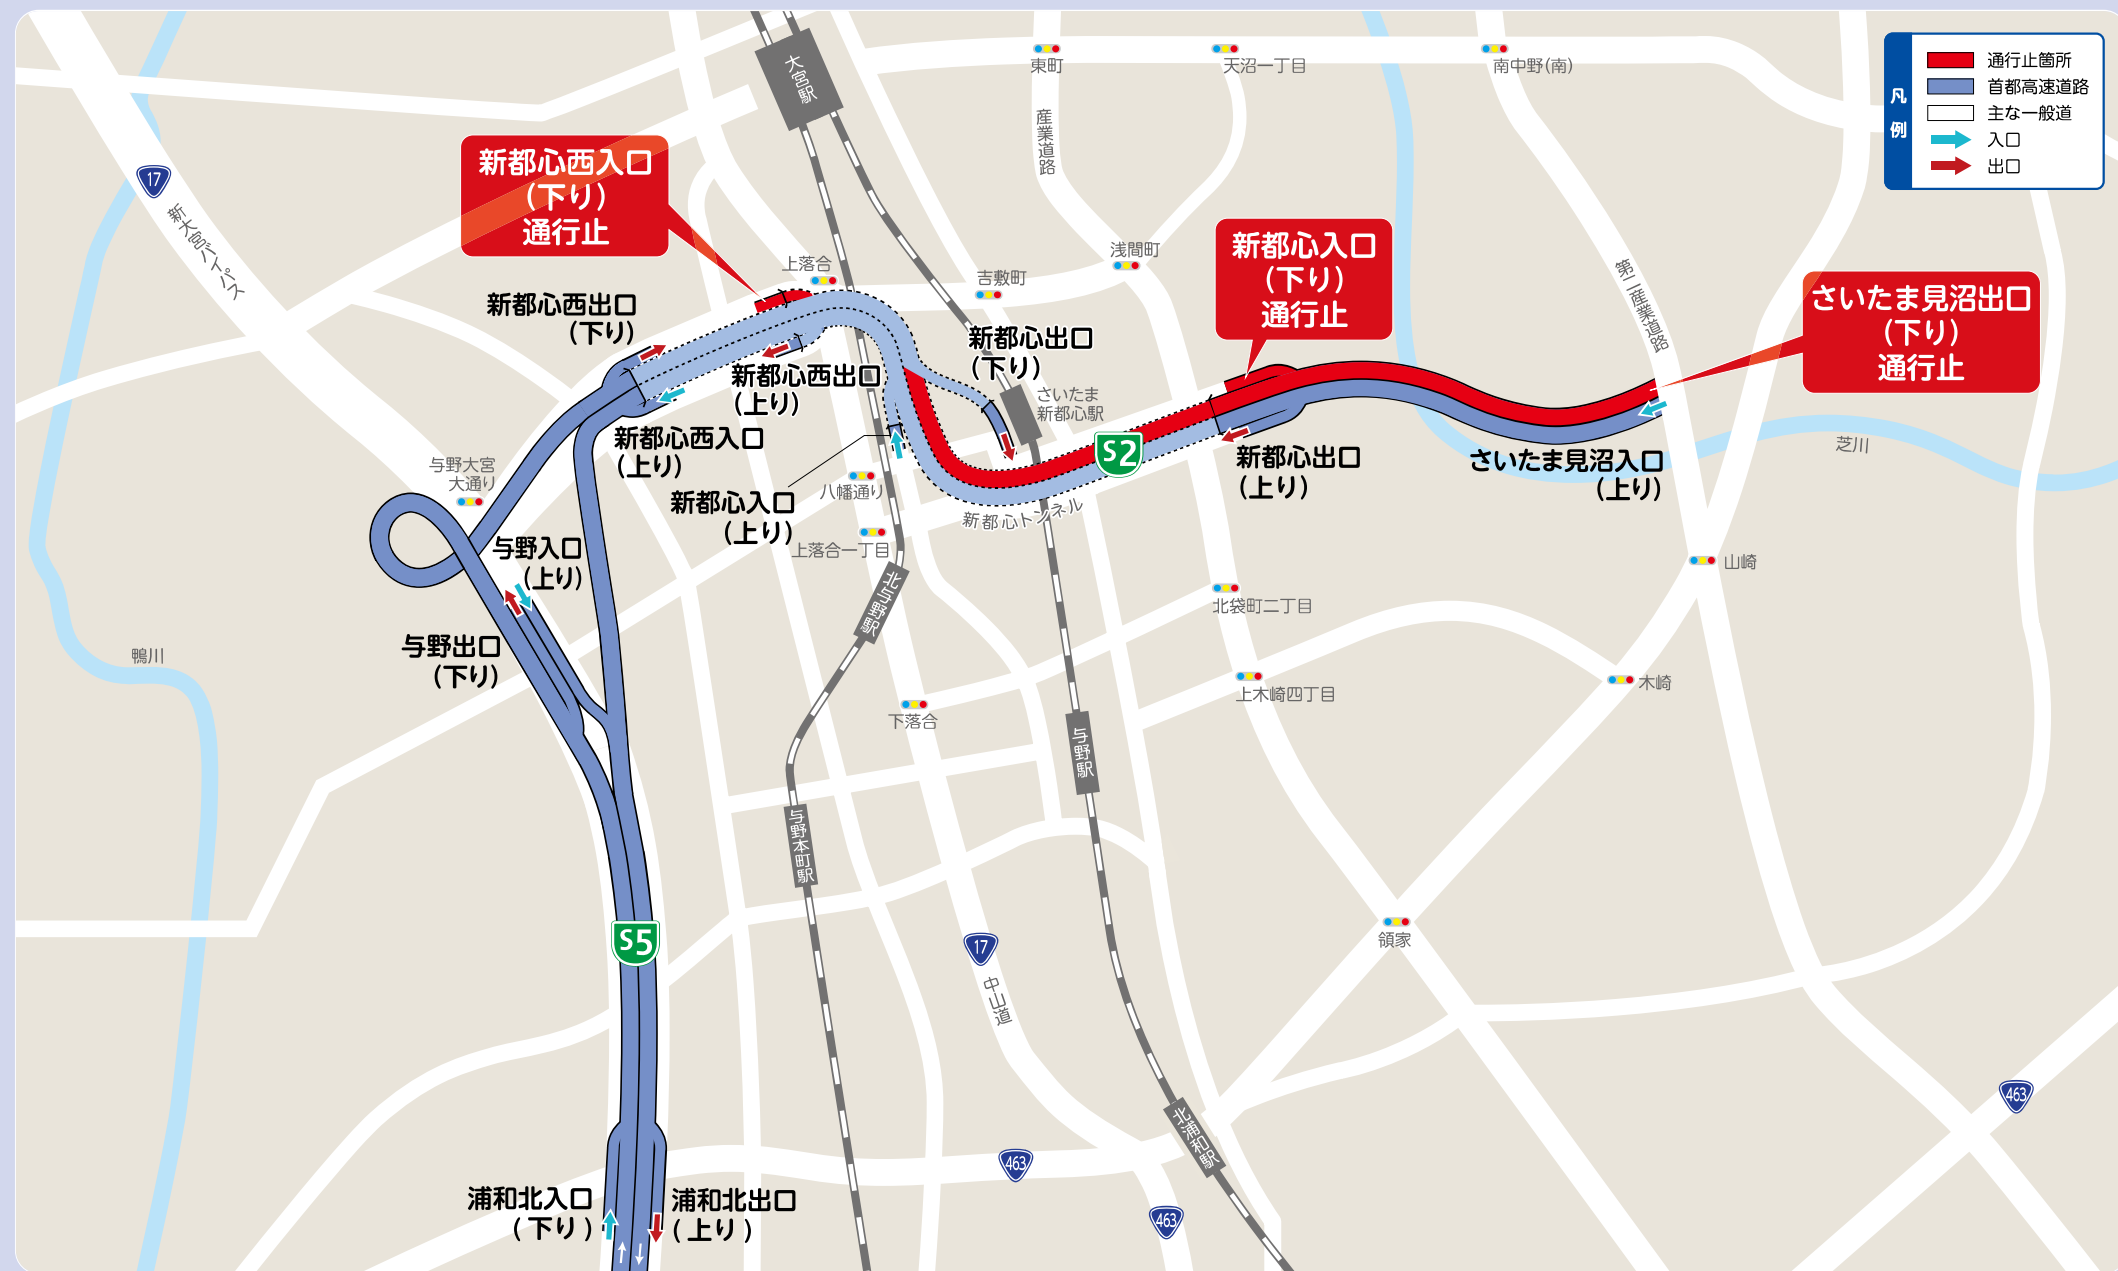 凡例
通行止箇所
首都高速道路
主な一般道
入口
出口
大宮駅
東町
天沼一丁目
南中野(南)
産業道路
17
新大宮バイパス
新都心西入口
(下り)
通行止
上落合
吉敷町
浅間町
新都心入口
(下り)
通行止
第二産業道路
さいたま見沼出口
(下り)
通行止
新都心西出口
(下り)
新都心西出口
(上り)
新都心出口
(下り)
さいたま
新都心駅
新都心西入口
(上り)
S2
新都心出口
(上り)
さいたま見沼入口
(上り)
芝川
与野大宮
大通り
新都心入口
(上り)
八幡通り
新都心トンネル
上落合一丁目
与野入口
(上り)
北与野駅
山崎
北袋町二丁目
与野出口
(下り)
鴨川
下落合
上木崎四丁目
木崎
与野駅
与野本町駅
S5
17
中山道
領家
463
北浦和駅
463
463
浦和北入口
(下り)
浦和北出口
(上り)